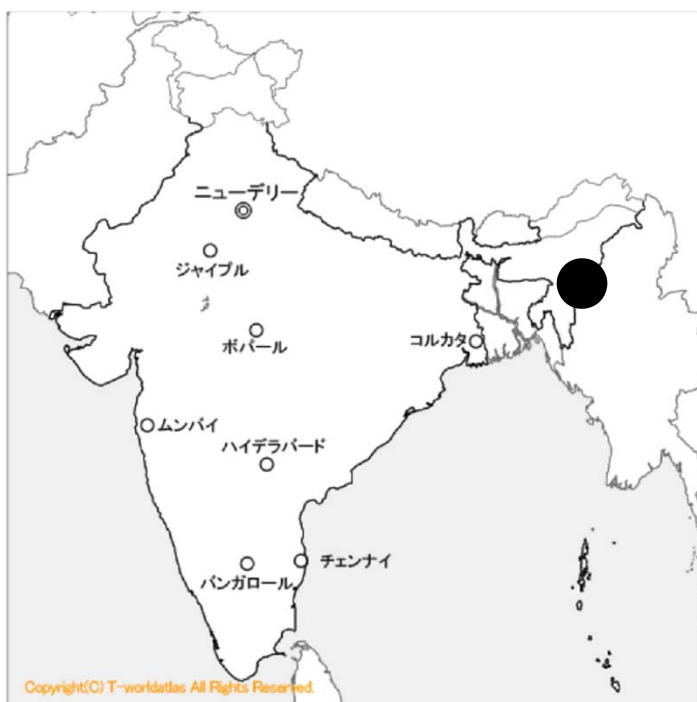 ニューデリー
ジャイプル
ボパール
コルカタ
ムンバイ
ハイデラバード
バンガロール
チェンナイ
Copyright(C) T-worldatlas All Rights Reserved.